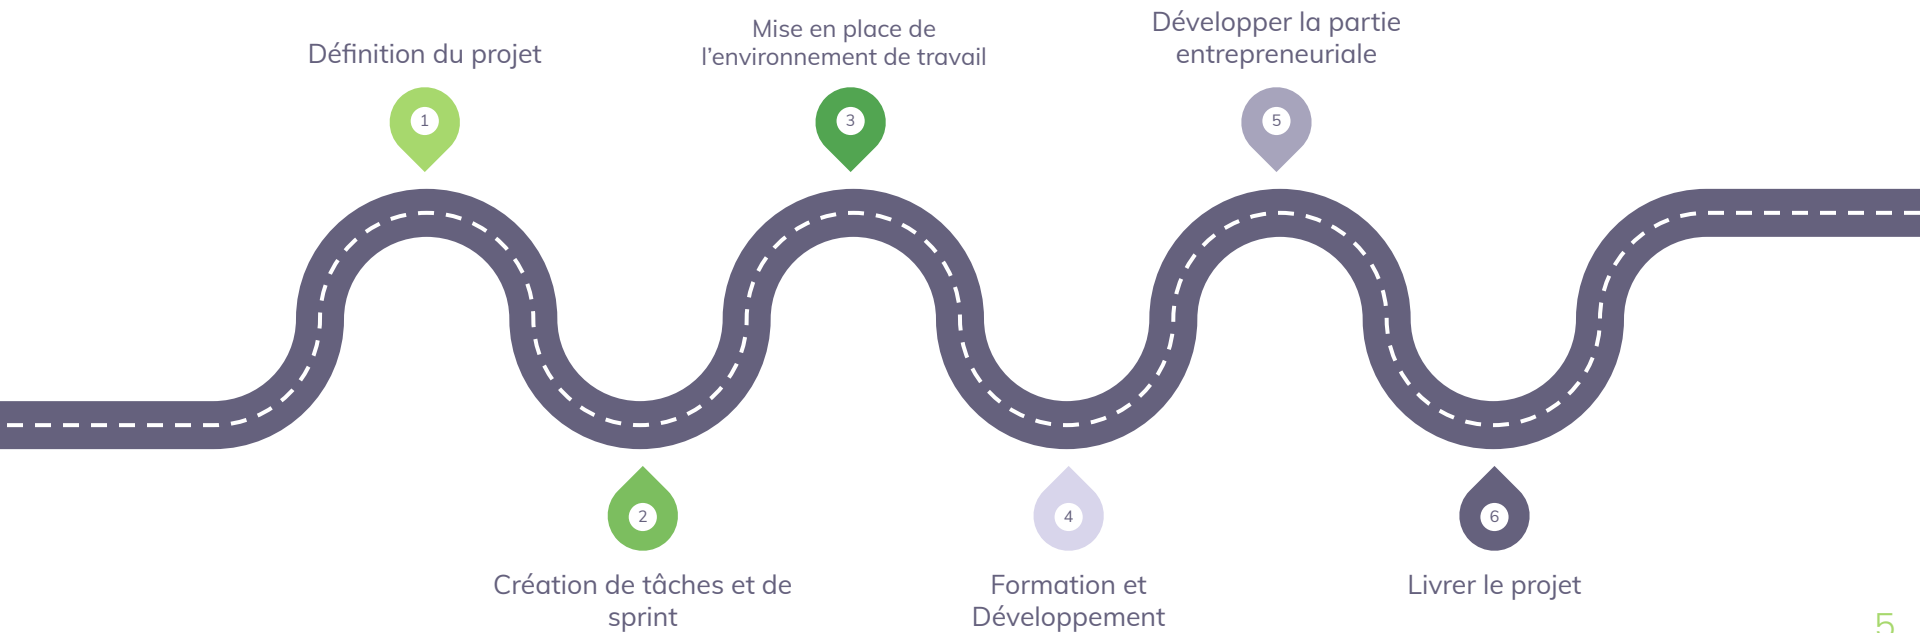 Définition du projet
1
Création de tâches et de
sprint
2
Mise en place de
l’environnement de travail
3
Formation et
Développement
4
Développer la partie
entrepreneuriale
5
Livrer le projet
6
5